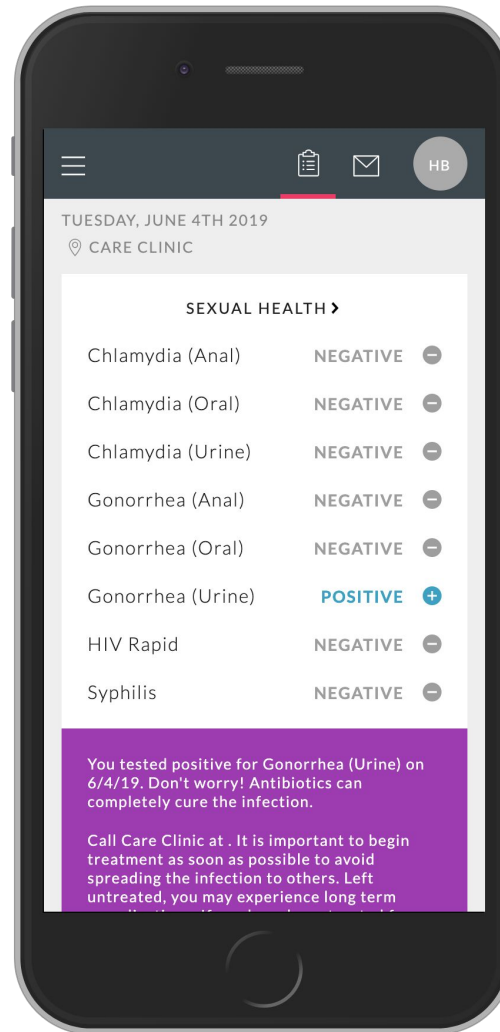 HB
TUESDAY, JUNE 4TH 2019
CARE CLINIC
SEXUAL HEALTH
Chlamydia (Anal) NEGATIVE
Chlamydia (Oral) NEGATIVE
Chlamydia (Urine) NEGATIVE
Gonorrhea (Anal) NEGATIVE
Gonorrhea (Oral) NEGATIVE
Gonorrhea (Urine) POSITIVE
HIV Rapid NEGATIVE
Syphilis NEGATIVE
You tested positive for Gonorrhea (Urine) on
6/4/19. Don't worry! Antibiotics can
completely cure the infection.
Call Care Clinic at . It is important to begin
treatment as soon as possible to avoid
spreading the infection to others. Left
untreated, you may experience long term